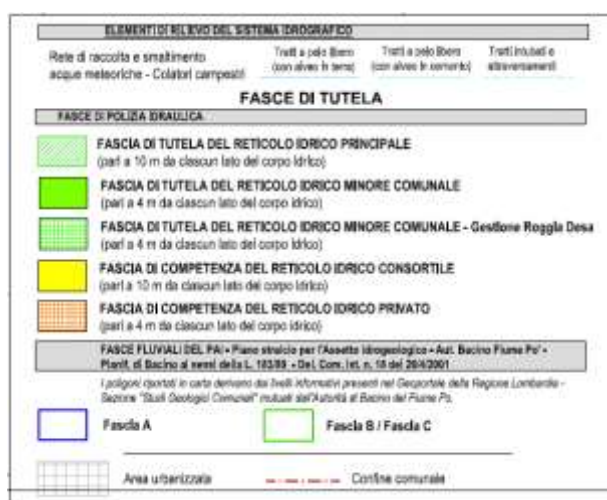 ELEMENTI DI RILIEVO DEL SISTEMA IDROGRAFICO
Rete di raccolta e smaltimento
acque meteoriche - Colatori campestri
Tratti a pelo libero
(con alveo in terra)
Tratti a pelo libero
(con alveo in cemento)
Tratti intubati e
attraversamenti
FASCE DI TUTELA
FASCE DI POLIZIA IDRAULICA
FASCIA DI TUTELA DEL RETICOLO IDRICO PRINCIPALE
(pari a 10 m da ciascun lato del corpo idrico)
FASCIA DI TUTELA DEL RETICOLO IDRICO MINORE COMUNALE
(pari a 4 m da ciascun lato del corpo idrico)
FASCIA DI TUTELA DEL RETICOLO IDRICO MINORE COMUNALE - Gestione Roggia Desa
(pari a 4 m da ciascun lato del corpo idrico)
FASCIA DI COMPETENZA DEL RETICOLO IDRICO CONSORTILE
(pari a 10 m da ciascun lato del corpo idrico)
FASCIA DI COMPETENZA DEL RETICOLO IDRICO PRIVATO
(pari a 4 m da ciascun lato del corpo idrico)
FASCE FLUVIALI DEL PAI - Piano stralcio per l'Assetto Idrogeologico - Aut. Bacino Fiume Po' -
Pianif. di Bacino ai sensi della L. 183/89 - Del. Com. Ist. n. 18 del 26/4/2001
I poligoni riportati in carta derivano dai livelli informativi presenti nel Geoportale della Regione Lombardia -
Sezione "Studi Geologici Comunali" mutuati dall'Autorità di Bacino del Fiume Po.
Fascia A
Fascia B / Fascia C
Area urbanizzata
Confine comunale